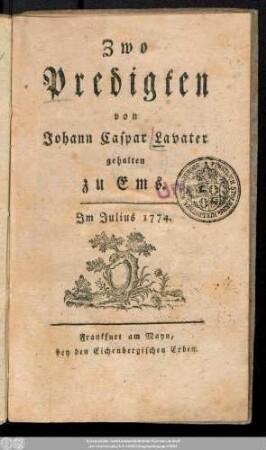 Zwo
Predigten
von
Johann Caſpar Lavater
gehalten
zu Ems.
Im Julius 1774.
Frankfurt am Mayn,
bey den Eichenbergiſchen Erben.